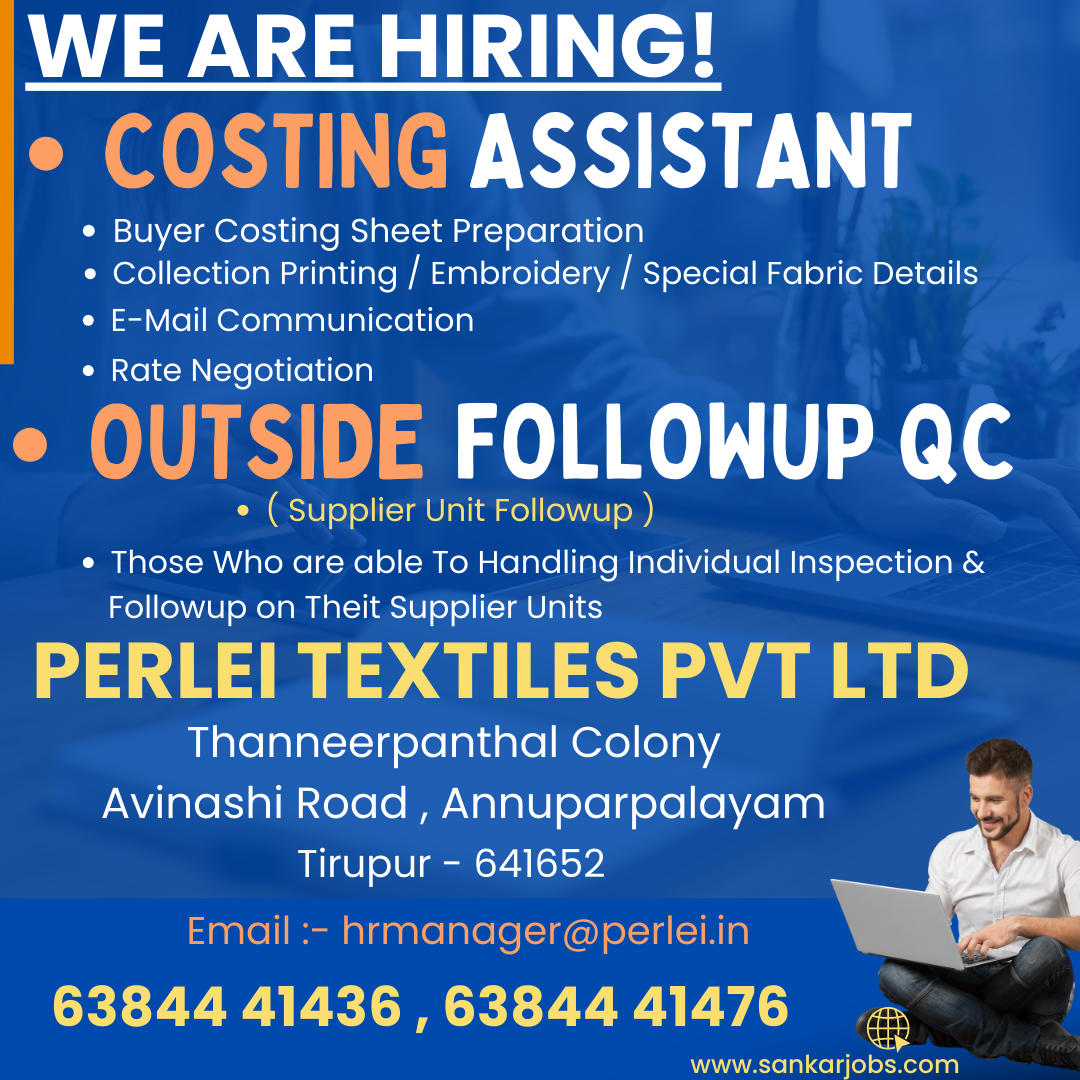 WE ARE HIRING!
• COSTING ASSISTANT
• Buyer Costing Sheet Preparation
• Collection Printing / Embroidery / Special Fabric Details
• E-Mail Communication
• Rate Negotiation
• OUTSIDE FOLLOWUP QC
• ( Supplier Unit Followup )
• Those Who are able To Handling Individual Inspection &
Followup on Theit Supplier Units
PERLEI TEXTILES PVT LTD
Thanneerpanthal Colony
Avinashi Road , Annuparpalayam
Tirupur - 641652
Email :- hrmanager@perlei.in
63844 41436 , 63844 41476
www.sankarjobs.com